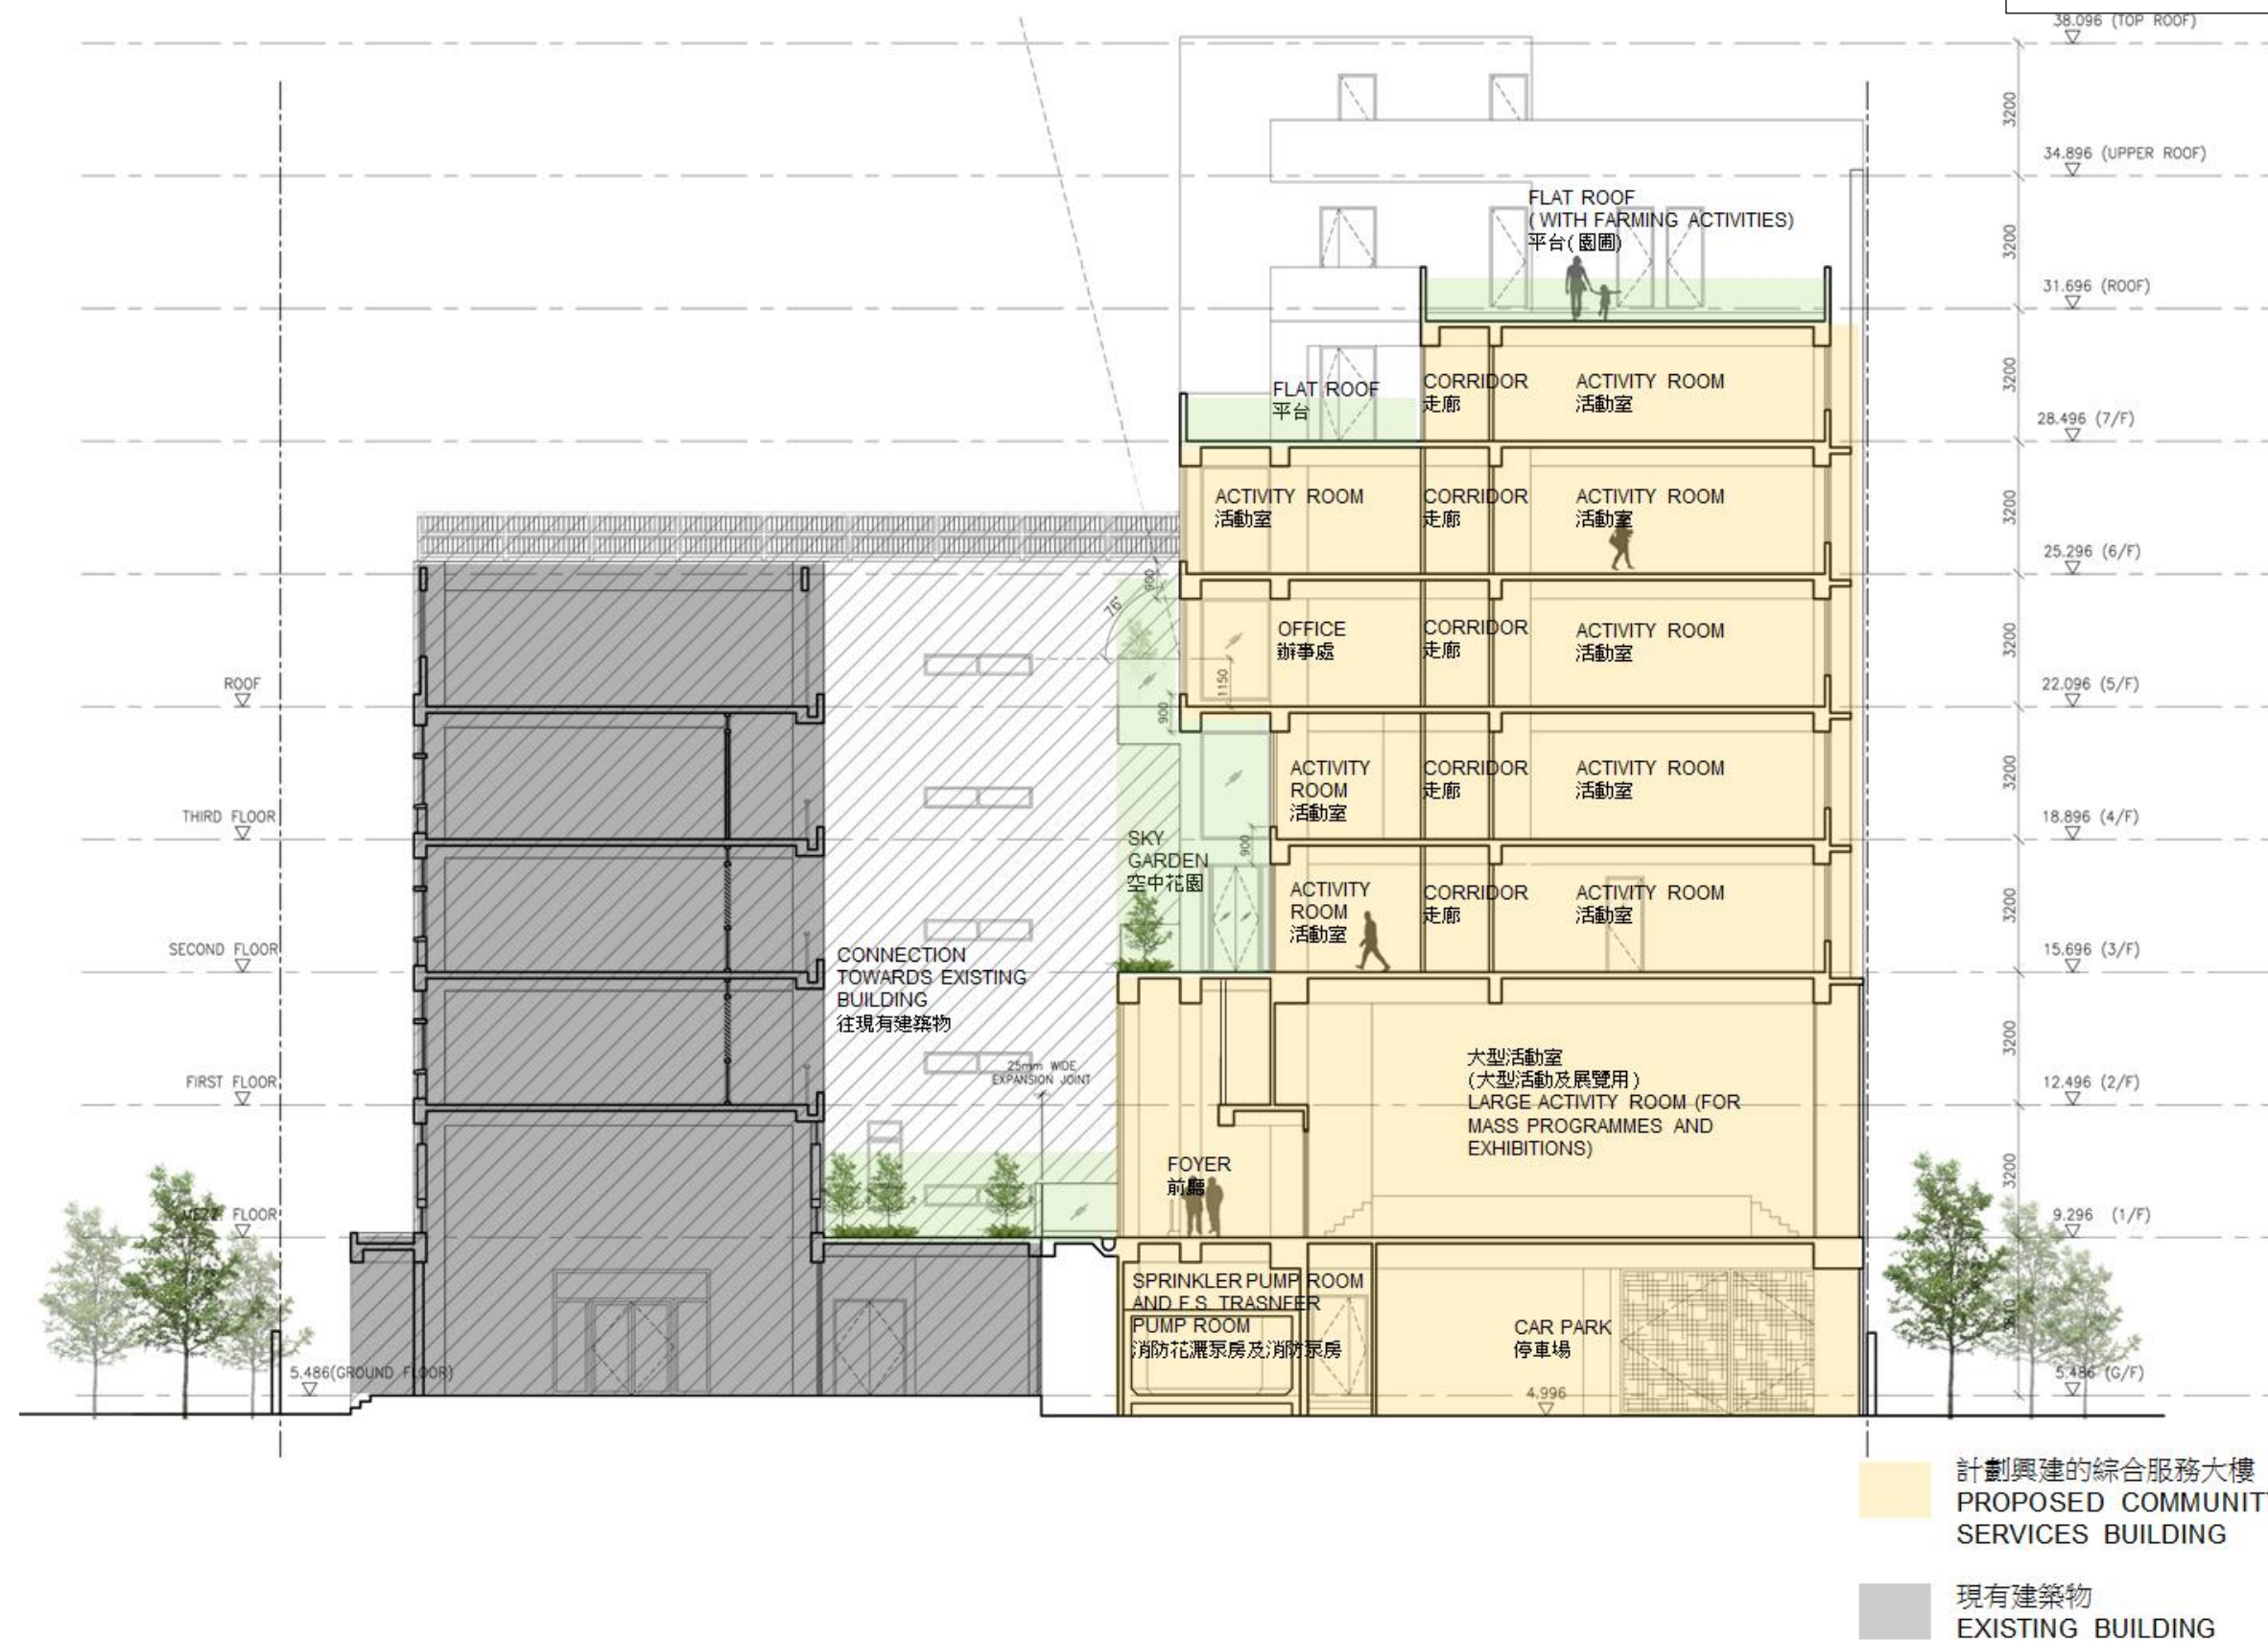 38.096 (TOP ROOF)
3200
34.896 (UPPER ROOF)
FLAT ROOF
( WITH FARMING ACTIVITIES)
平台(園圃)
3200
31.696 (ROOF)
3200
FLAT ROOF
平台
CORRIDOR
走廊
ACTIVITY ROOM
活動室
28.496 (7/F)
3200
ACTIVITY ROOM
活動室
CORRIDOR
走廊
ACTIVITY ROOM
活動室
25.296 (6/F)
900
76°
3200
OFFICE
辦事處
CORRIDOR
走廊
ACTIVITY ROOM
活動室
1150
ROOF
22.096 (5/F)
900
3200
ACTIVITY
ROOM
活動室
CORRIDOR
走廊
ACTIVITY ROOM
活動室
THIRD FLOOR
18.896 (4/F)
SKY
GARDEN
空中花園
900
3200
ACTIVITY
ROOM
活動室
CORRIDOR
走廊
ACTIVITY ROOM
活動室
SECOND FLOOR
15.696 (3/F)
CONNECTION
TOWARDS EXISTING
BUILDING
往現有建築物
3200
25mm WIDE
EXPANSION JOINT
大型活動室
(大型活動及展覽用)
LARGE ACTIVITY ROOM (FOR
MASS PROGRAMMES AND
EXHIBITIONS)
FIRST FLOOR
12.496 (2/F)
3200
FOYER
前廳
MEZZ FLOOR
9.296 (1/F)
SPRINKLER PUMP ROOM
AND F.S. TRASNFER
PUMP ROOM
消防花灑泵房及消防泵房
CAR PARK
停車場
4.996
5.486(GROUND FLOOR)
5.486 (G/F)
計劃興建的綜合服務大樓
PROPOSED COMMUNITY
SERVICES BUILDING
現有建築物
EXISTING BUILDING